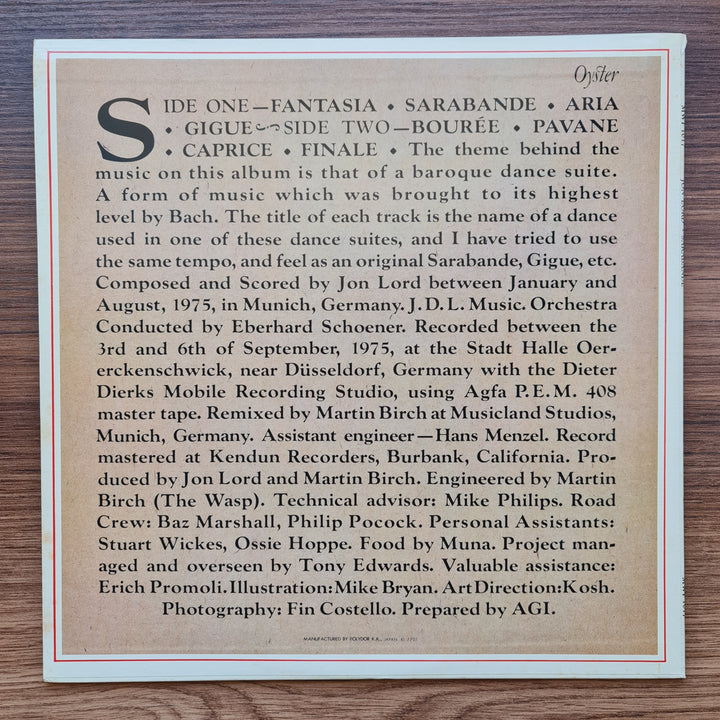 Oyster
SIDE ONE—FANTASIA • SARABANDE • ARIA
• GIGUE SIDE TWO—BOURÉE • PAVANE
• CAPRICE • FINALE • The theme behind the
music on this album is that of a baroque dance suite.
A form of music which was brought to its highest
level by Bach. The title of each track is the name of a dance
used in one of these dance suites, and I have tried to use
the same tempo, and feel as an original Sarabande, Gigue, etc.
Composed and Scored by Jon Lord between January and
August, 1975, in Munich, Germany. J.D.L. Music. Orchestra
Conducted by Eberhard Schoener. Recorded between the
3rd and 6th of September, 1975, at the Stadt Halle Oer-
erckenschwick, near Düsseldorf, Germany with the Dieter
Dierks Mobile Recording Studio, using Agfa P.E.M. 408
master tape. Remixed by Martin Birch at Musicland Studios,
Munich, Germany. Assistant engineer—Hans Menzel. Record
mastered at Kendun Recorders, Burbank, California. Pro-
duced by Jon Lord and Martin Birch. Engineered by Martin
Birch (The Wasp). Technical advisor: Mike Philips. Road
Crew: Baz Marshall, Philip Pocock. Personal Assistants:
Stuart Wickes, Ossie Hoppe. Food by Muna. Project man-
aged and overseen by Tony Edwards. Valuable assistance:
Erich Promoli. Illustration: Mike Bryan. Art Direction: Kosh.
Photography: Fin Costello. Prepared by AGI.
MANUFACTURED BY POLYDOR K.K., JAPAN